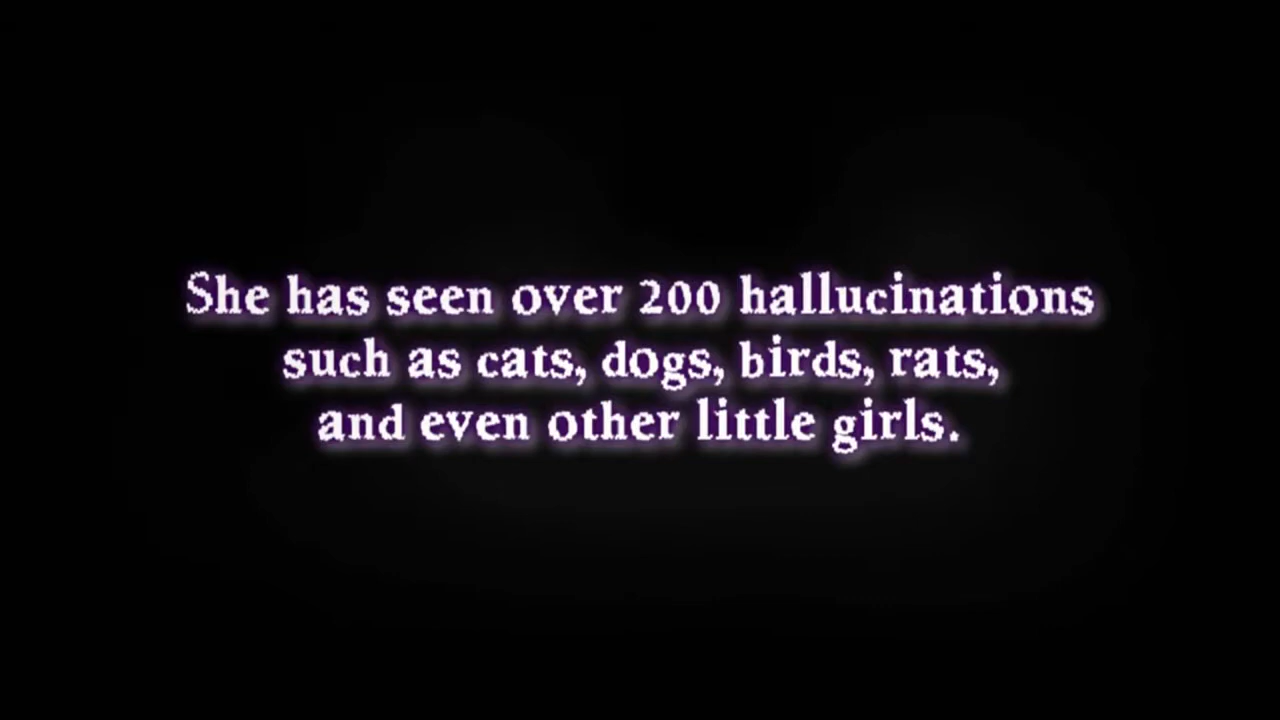 She has seen over 200 hallucinations
such as cats, dogs, birds, rats,
and even other little girls.